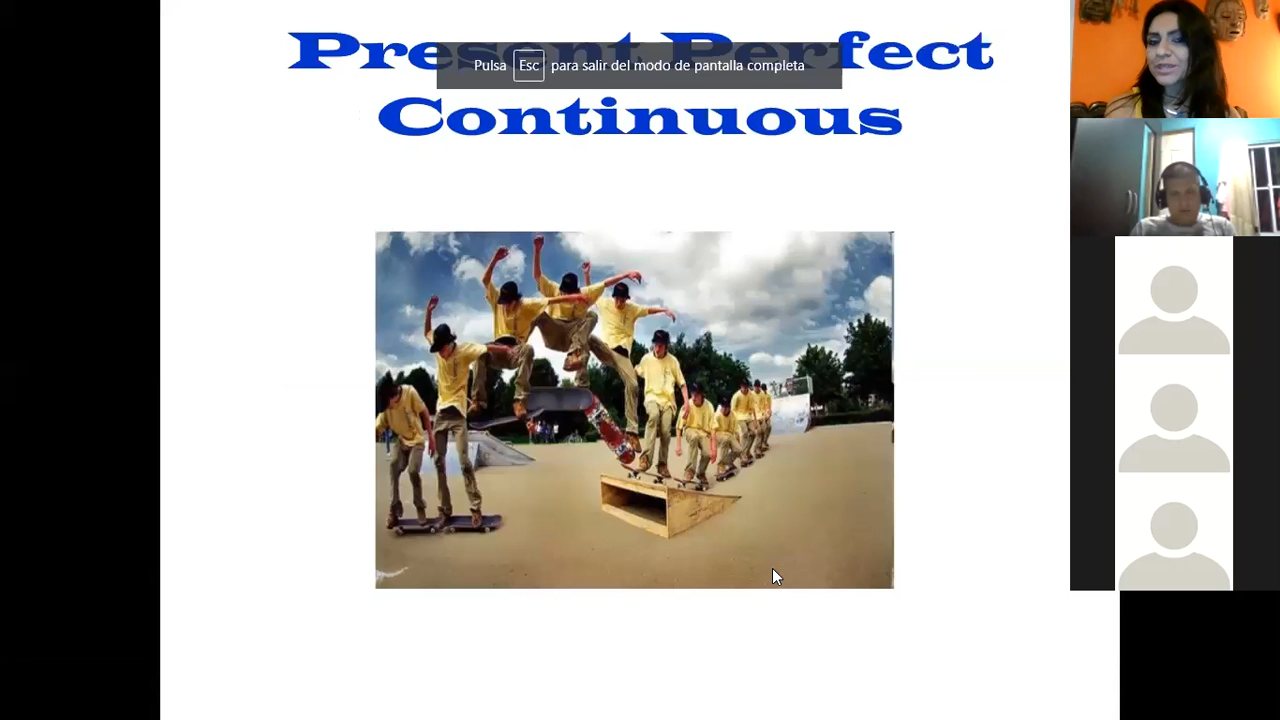 Present Perfect
Pulsa Esc para salir del modo de pantalla completa
Continuous